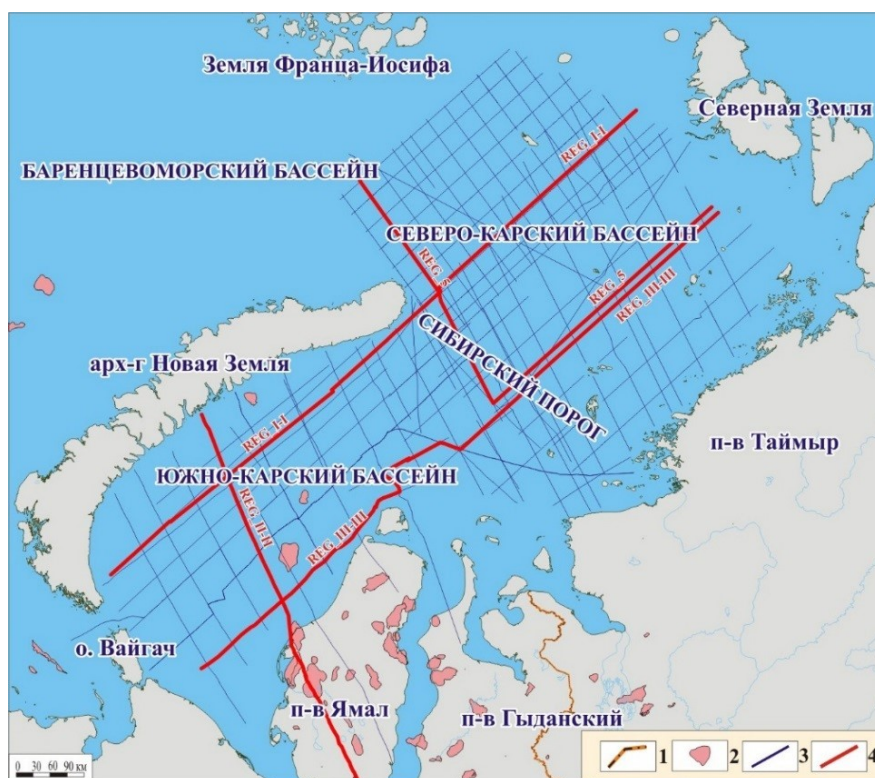 Земля Франца-Иосифа
Северная Земля
REG_I-I
БАРЕНЦЕВОМОРСКИЙ БАССЕЙН
СЕВЕРО-КАРСКИЙ БАССЕЙН
REG_5
REG_5
REG_III-III
СИБИРСКИЙ ПОРОГ
арх-г Новая Земля
REG_I-I
п-в Таймыр
ЮЖНО-КАРСКИЙ БАССЕЙН
REG_II-II
REG_III-III
о. Вайгач
п-в Ямал
п-в Гыданский
0 30 60 90 км
1 2 3 4